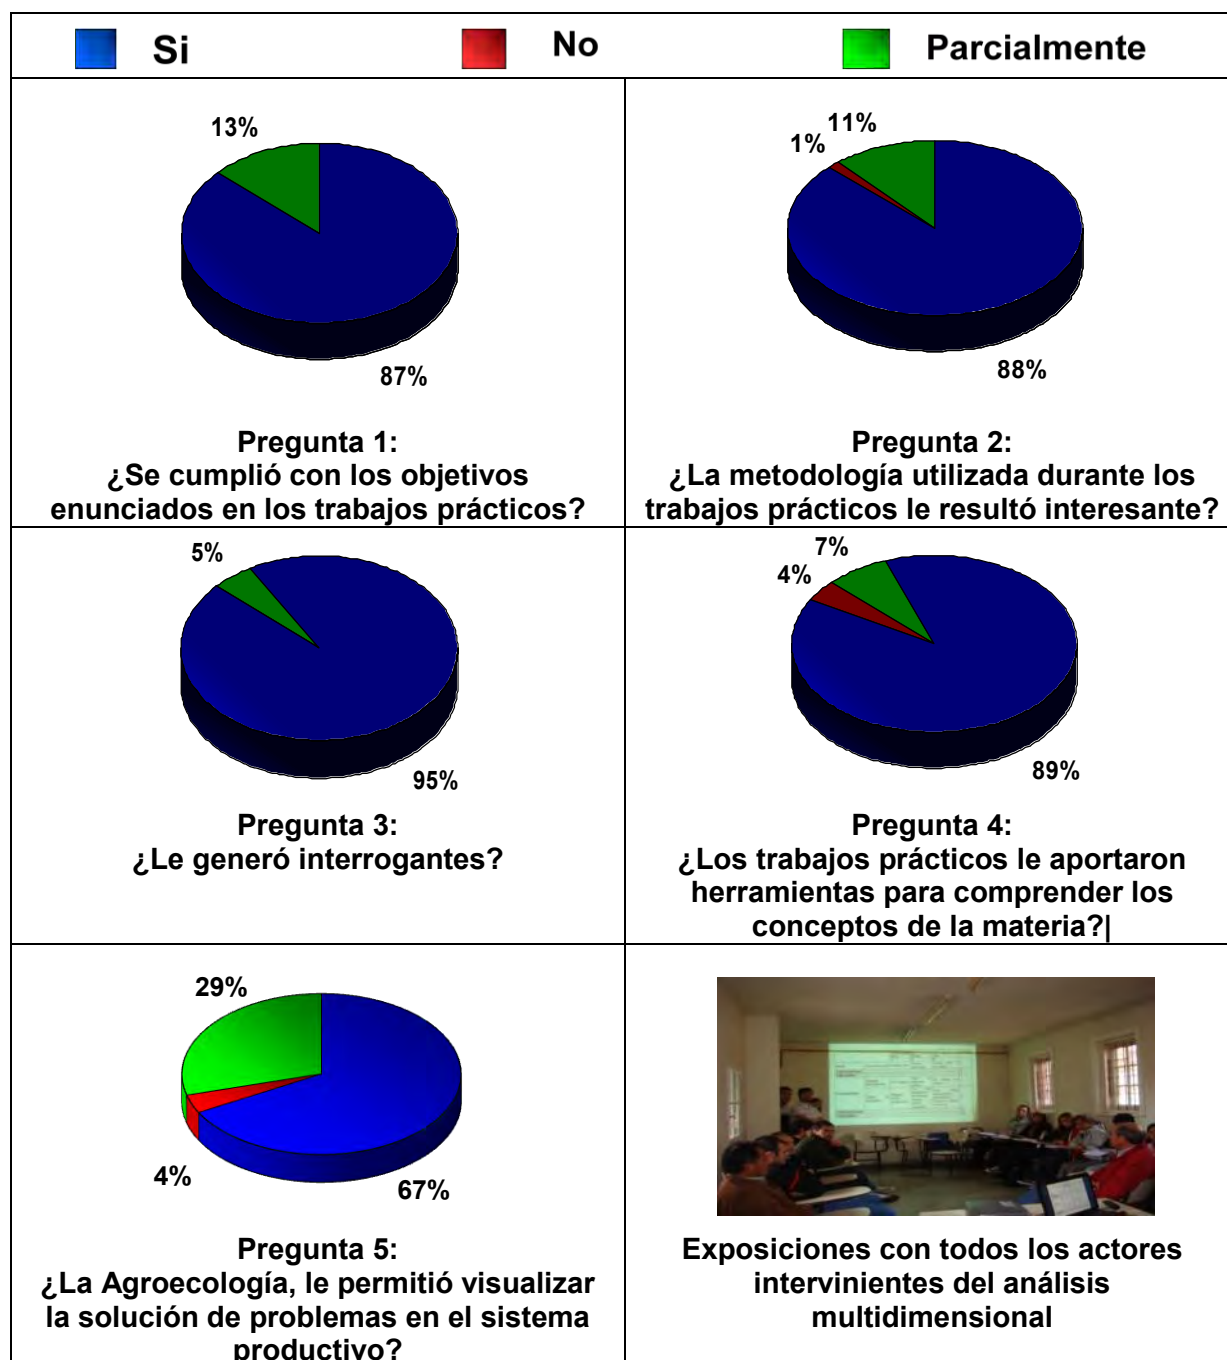 Si
No
Parcialmente
13%
87%
Pregunta 1:
¿Se cumplió con los objetivos
enunciados en los trabajos prácticos?
11%
1%
88%
Pregunta 2:
¿La metodología utilizada durante los
trabajos prácticos le resultó interesante?
5%
95%
Pregunta 3:
¿Le generó interrogantes?
7%
4%
89%
Pregunta 4:
¿Los trabajos prácticos le aportaron
herramientas para comprender los
conceptos de la materia?|
29%
4%
67%
Pregunta 5:
¿La Agroecología, le permitió visualizar
la solución de problemas en el sistema
productivo?
Exposiciones con todos los actores
intervinientes del análisis
multidimensional